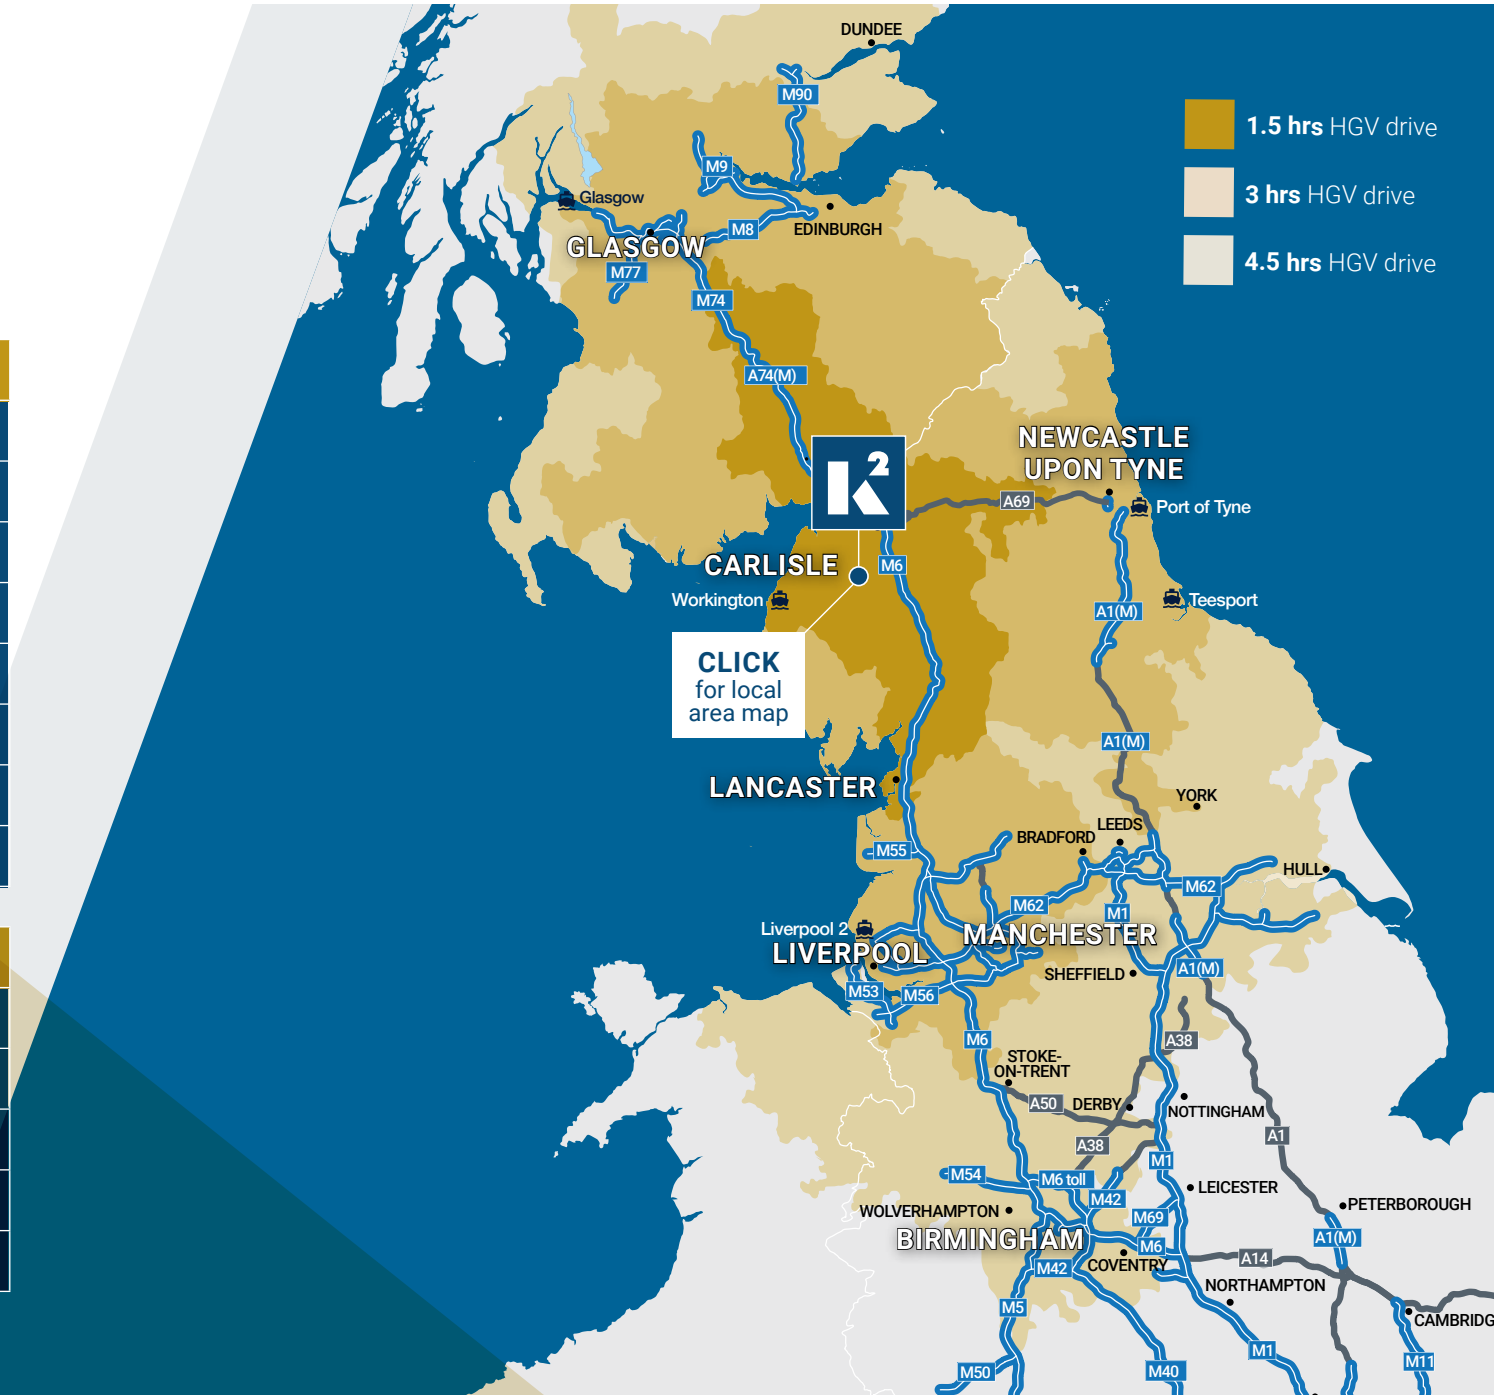 DUNDEE
M90
1.5 hrs HGV drive
M9
3 hrs HGV drive
Glasgow
M8
EDINBURGH
GLASGOW
4.5 hrs HGV drive
M77
M74
A74(M)
NEWCASTLE
UPON TYNE
K2
A69
Port of Tyne
CARLISLE
M6
Workington
A1(M)
Teesport
CLICK
for local
area map
A1(M)
LANCASTER
YORK
LEEDS
BRADFORD
M55
HULL
M62
M62
M1
Liverpool 2
MANCHESTER
LIVERPOOL
SHEFFIELD
A1(M)
M53
M56
M6
A38
STOKE-
ON-TRENT
A50
DERBY
NOTTINGHAM
A1
A38
M1
M54
M6 toll
LEICESTER
M42
PETERBOROUGH
WOLVERHAMPTON
M69
BIRMINGHAM
A1(M)
M6
A14
COVENTRY
M42
NORTHAMPTON
M5
CAMBRIDG
M1
M11
M50
M40